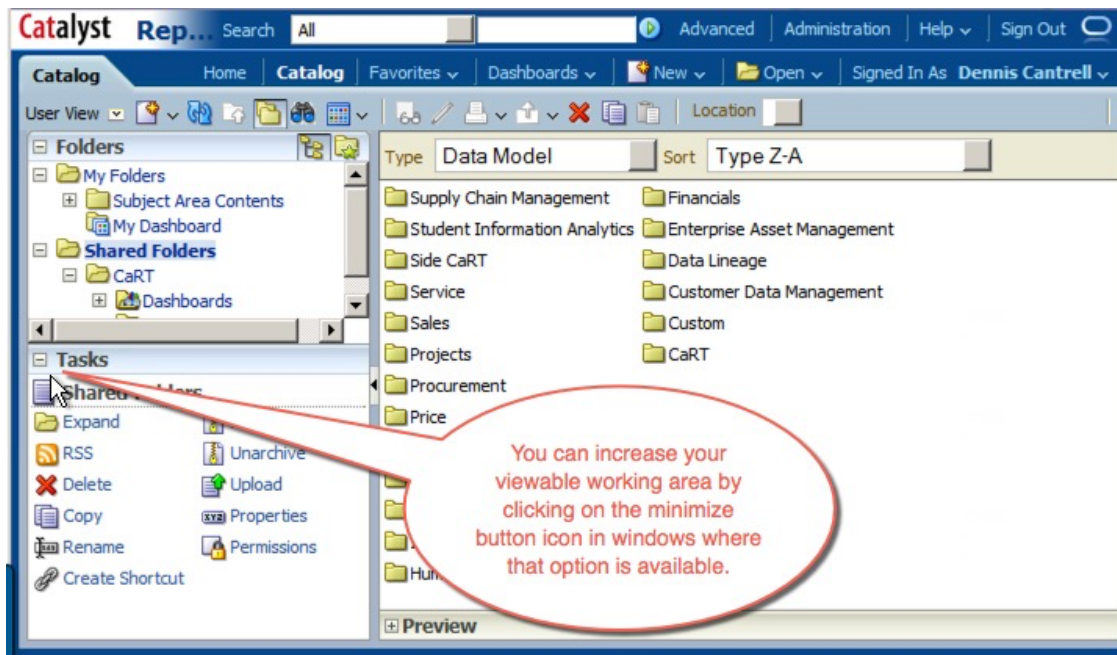 Catalyst Rep... Search All Advanced Administration Help Sign Out
Catalog Home Catalog Favorites Dashboards New Open Signed In As Dennis Cantrell
User View Location
Folders
My Folders
Subject Area Contents
My Dashboard
Shared Folders
CaRT
Dashboards
Tasks
Shared Folders
Expand
RSS Unarchive
Delete Upload
Copy Properties
Rename Permissions
Create Shortcut
Type Data Model Sort Type Z-A
Supply Chain Management Financials
Student Information Analytics Enterprise Asset Management
Side CaRT Data Lineage
Service Customer Data Management
Sales Custom
Projects CaRT
Procurement
Price
You can increase your
viewable working area by
clicking on the minimize
button icon in windows where
that option is available.
Preview